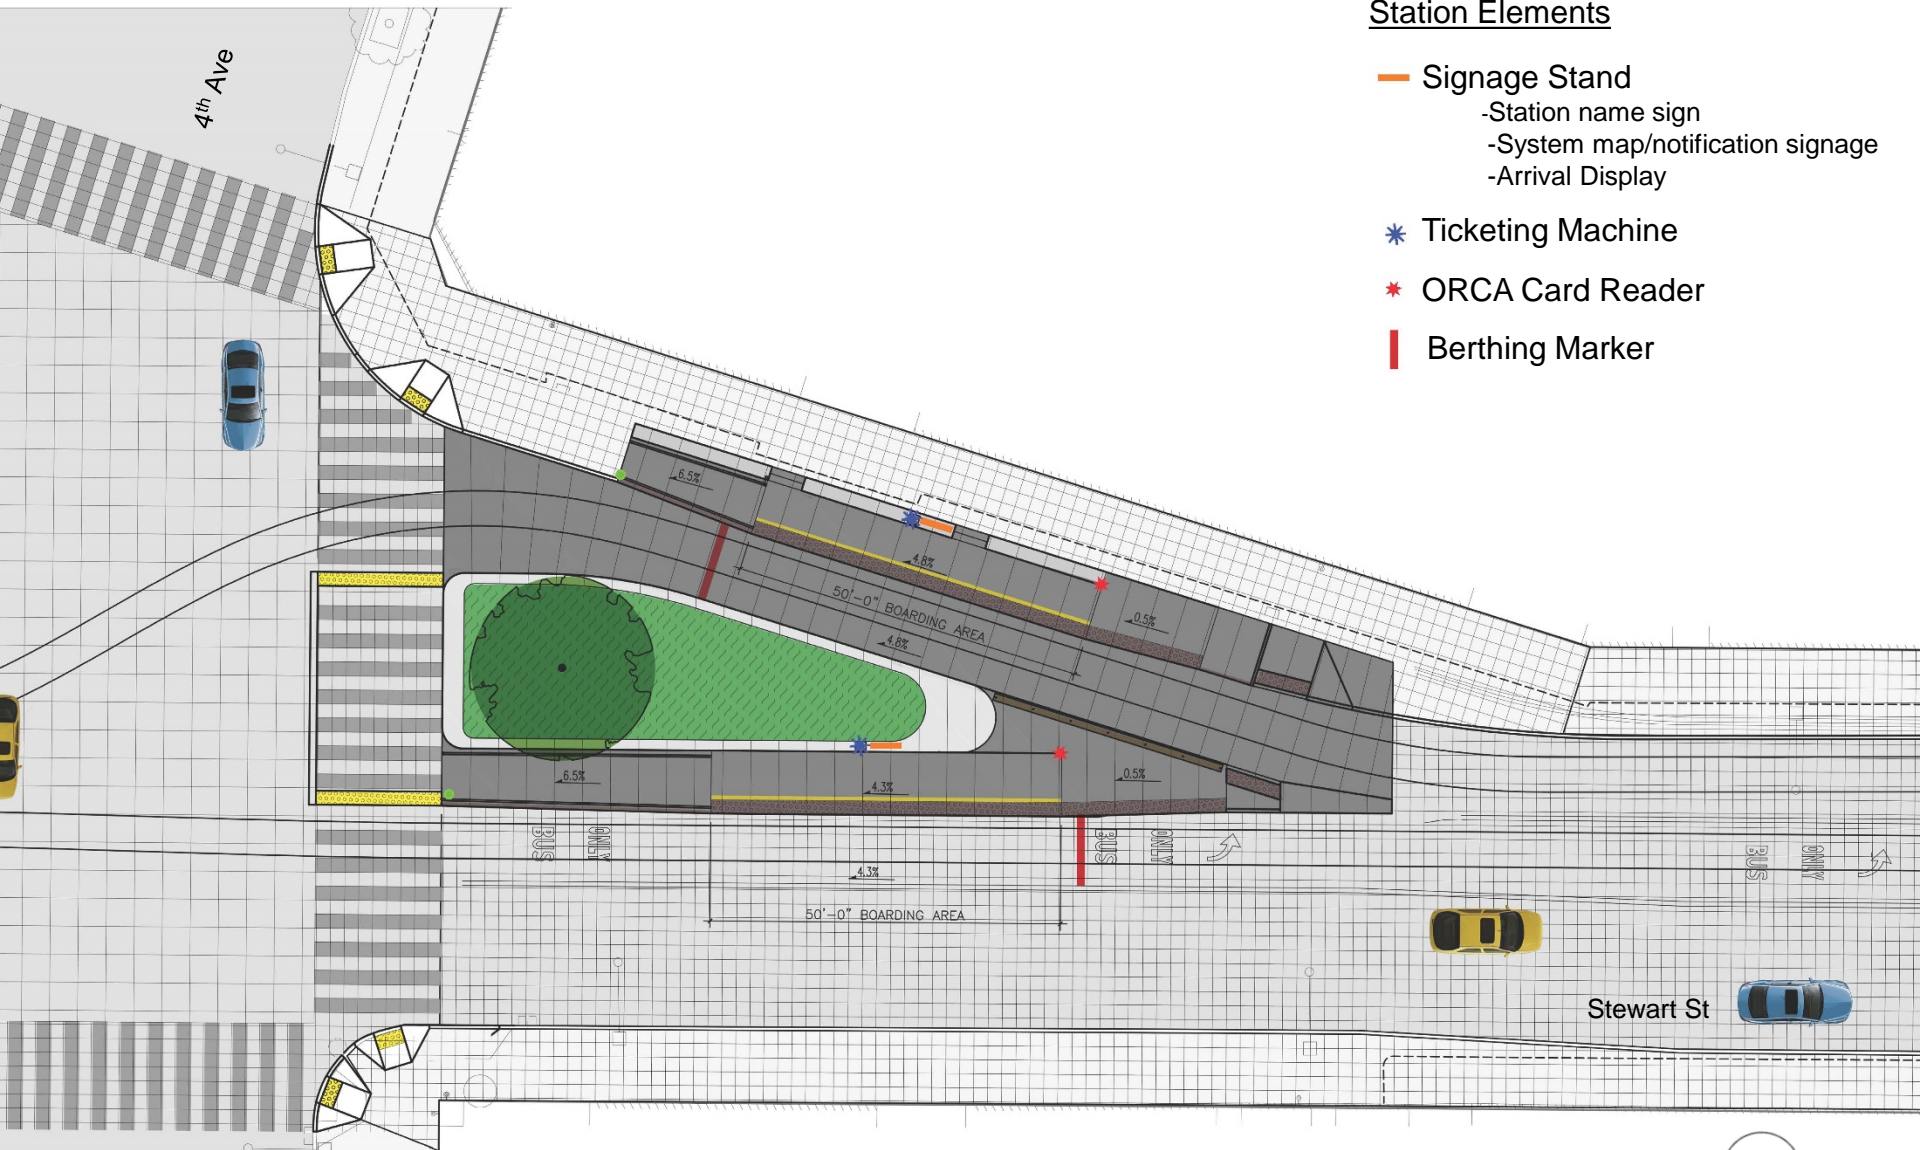 Station Elements
4th Ave
Signage Stand
-Station name sign
-System map/notification signage
-Arrival Display
Ticketing Machine
ORCA Card Reader
Berthing Marker
6.5%
4.8%
50'-0" BOARDING AREA
0.5%
4.8%
6.5%
4.3%
0.5%
BUS
ONLY
BUS
ONLY
BUS
ONLY
4.3%
50'-0" BOARDING AREA
Stewart St